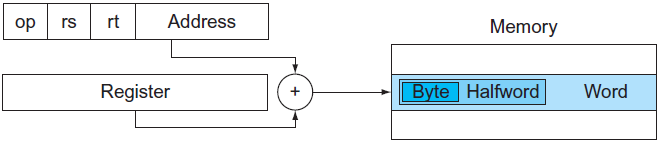 op rs rt Address
Memory
Register
+
Byte Halfword Word